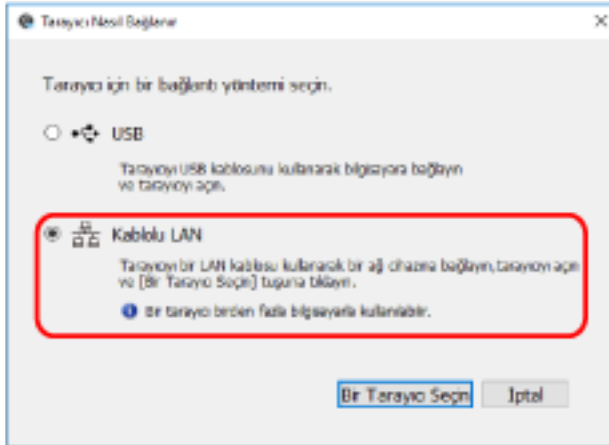 Tarayıcı Nasıl Bağlanır
Tarayıcı için bir bağlantı yöntemi seçin.
USB
Tarayıcıyı USB kablosunu kullanarak bilgisayara bağlayın
ve tarayıcıyı açın.
Kablolu LAN
Tarayıcıyı bir LAN kablosu kullanarak bir ağ cihazına bağlayın,tarayıcıyı açın
ve [Bir Tarayıcı Seçin] tuşuna tıklayın.
Bir tarayıcı birden fazla bilgisayarla kullanılabilir.
Bir Tarayıcı Seçin
İptal